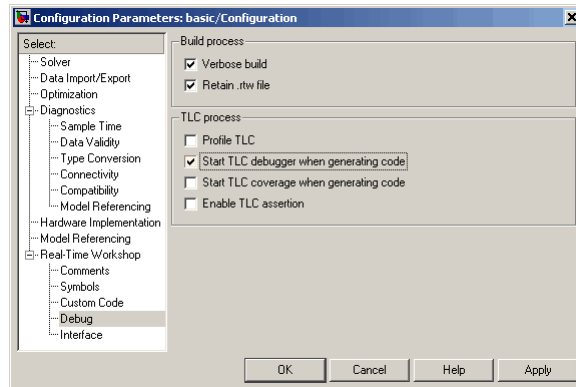 Configuration Parameters: basic/Configuration
Select:
Solver
Data Import/Export
Optimization
Diagnostics
Sample Time
Data Validity
Type Conversion
Connectivity
Compatibility
Model Referencing
Hardware Implementation
Model Referencing
Real-Time Workshop
Comments
Symbols
Custom Code
Debug
Interface
Build process
Verbose build
Retain .rtw file
TLC process
Profile TLC
Start TLC debugger when generating code
Start TLC coverage when generating code
Enable TLC assertion
OK
Cancel
Help
Apply